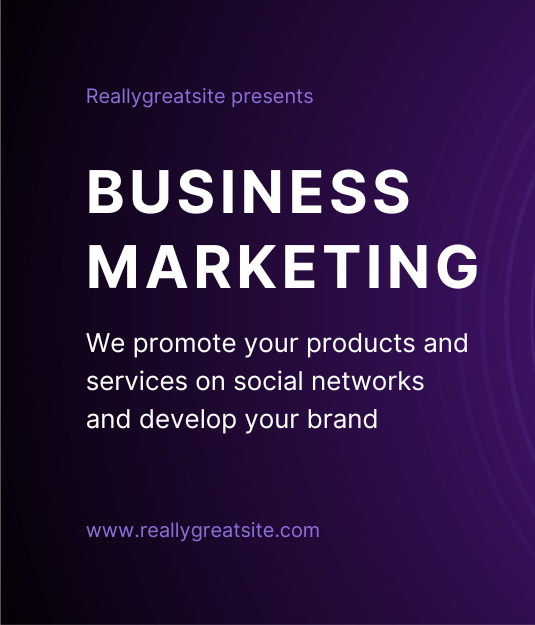 Reallygreatsite presents
BUSINESS
MARKETING
We promote your products and
services on social networks
and develop your brand
www.reallygreatsite.com